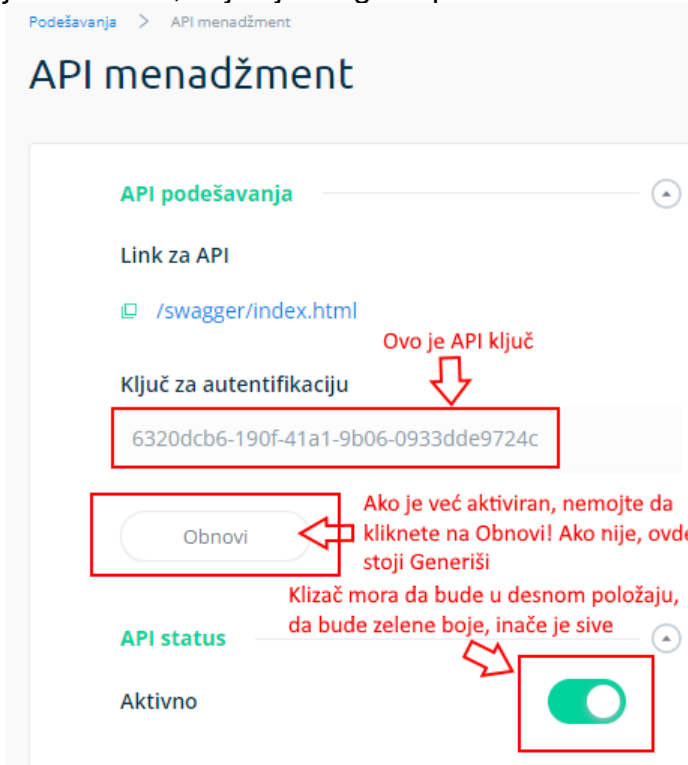 Podešavanja > API menadžment
API menadžment
API podešavanja
Link za API
/swagger/index.html
Ovo je API ključ
Ključ za autentifikaciju
6320dcb6-190f-41a1-9b06-0933dde9724c
Ako je već aktiviran, nemojte da
Obnovi
kliknete na Obnovi! Ako nije, ovde
stoji Generiši
Klizač mora da bude u desnom položaju,
da bude zelene boje, inače je sive
API status
Aktivno